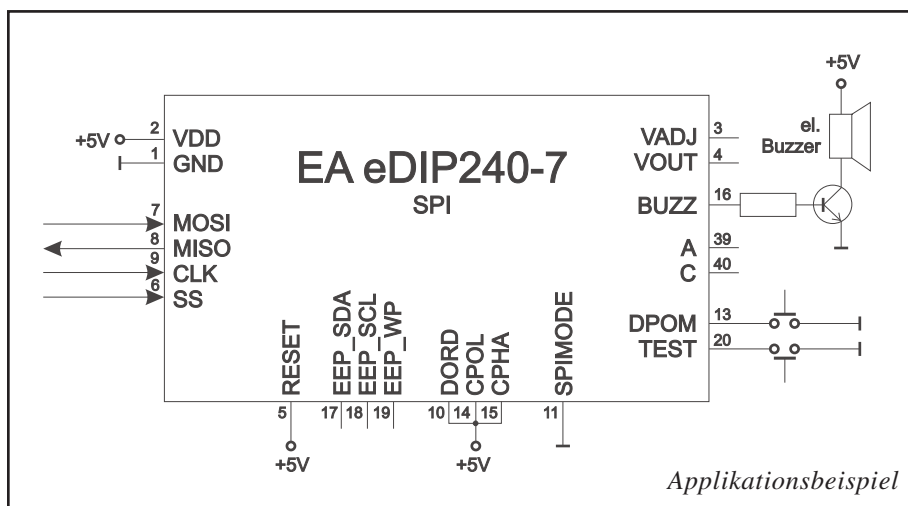 EA eDIP240-7
SPI
+5V
2 VDD
1 GND
7 MOSI
8 MISO
9 CLK
6 SS
VADJ 3
VOUT 4
BUZZ 16
A 39
C 40
DPOM 13
TEST 20
+5V
el.
Buzzer
RESET
EEP_SDA
EEP_SCL
EEP_WP
DORD
CPOL
CPHA
SPIMODE
5
17
18
19
10
14
15
11
+5V
+5V
Applikationsbeispiel